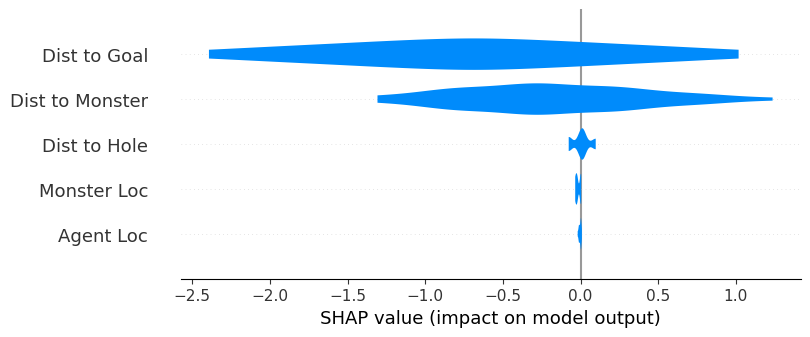 Dist to Goal
Dist to Monster
Dist to Hole
Monster Loc
Agent Loc
−2.5 −2.0 −1.5 −1.0 −0.5 0.0 0.5 1.0
SHAP value (impact on model output)